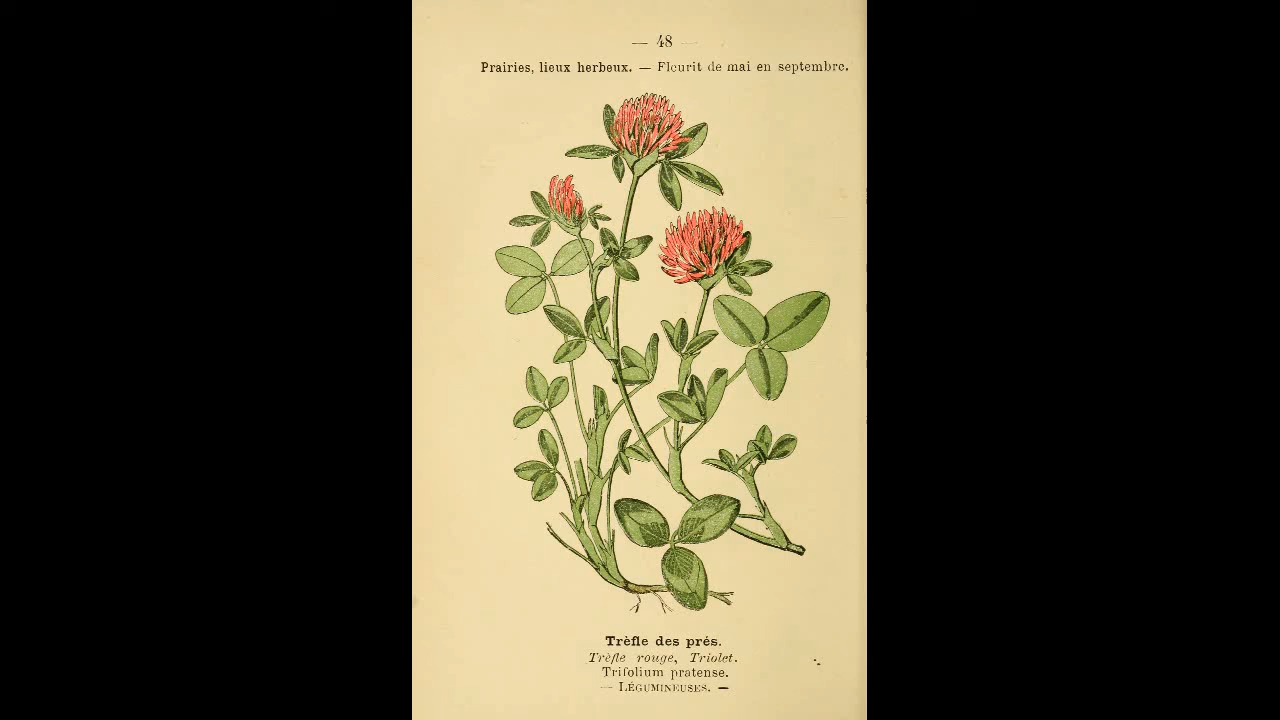 — 48 —
Prairies, lieux herbeux. — Fleurit de mai en septembre.
Trèfle des prés.
Trèfle rouge, Triolet.
Trifolium pratense.
— LÉGUMINEUSES. —